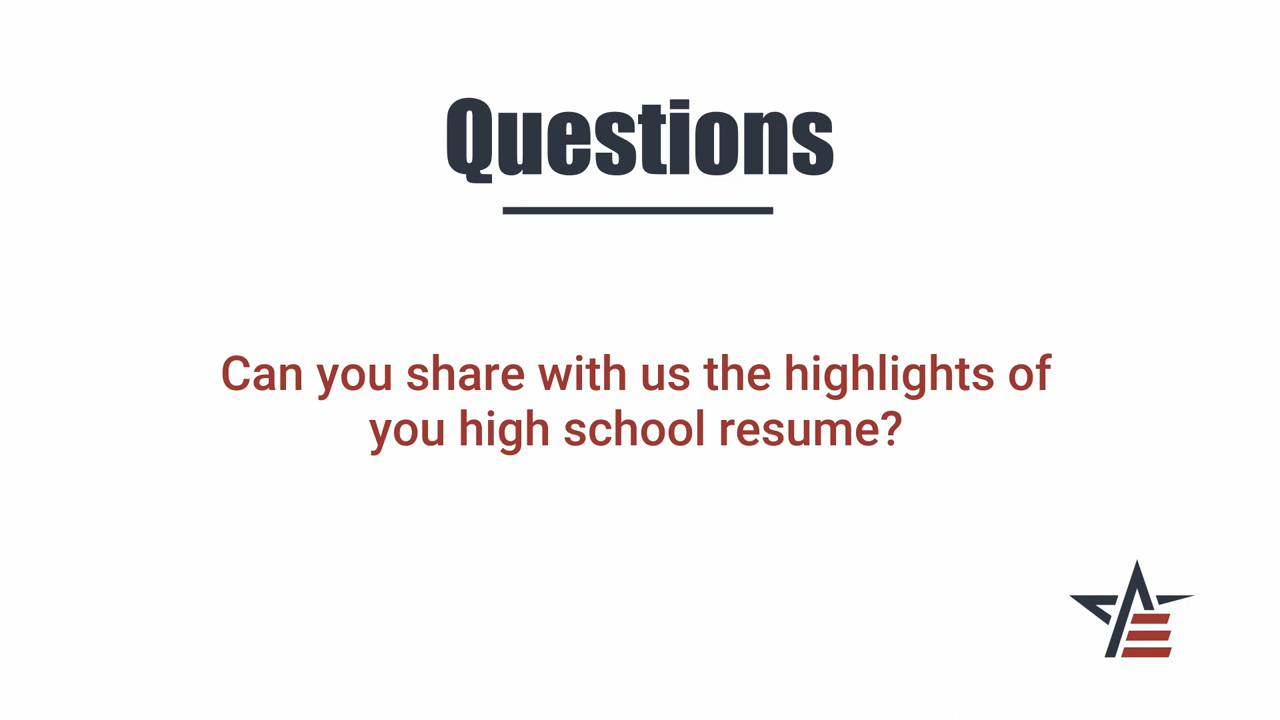 Questions
Can you share with us the highlights of
you high school resume?